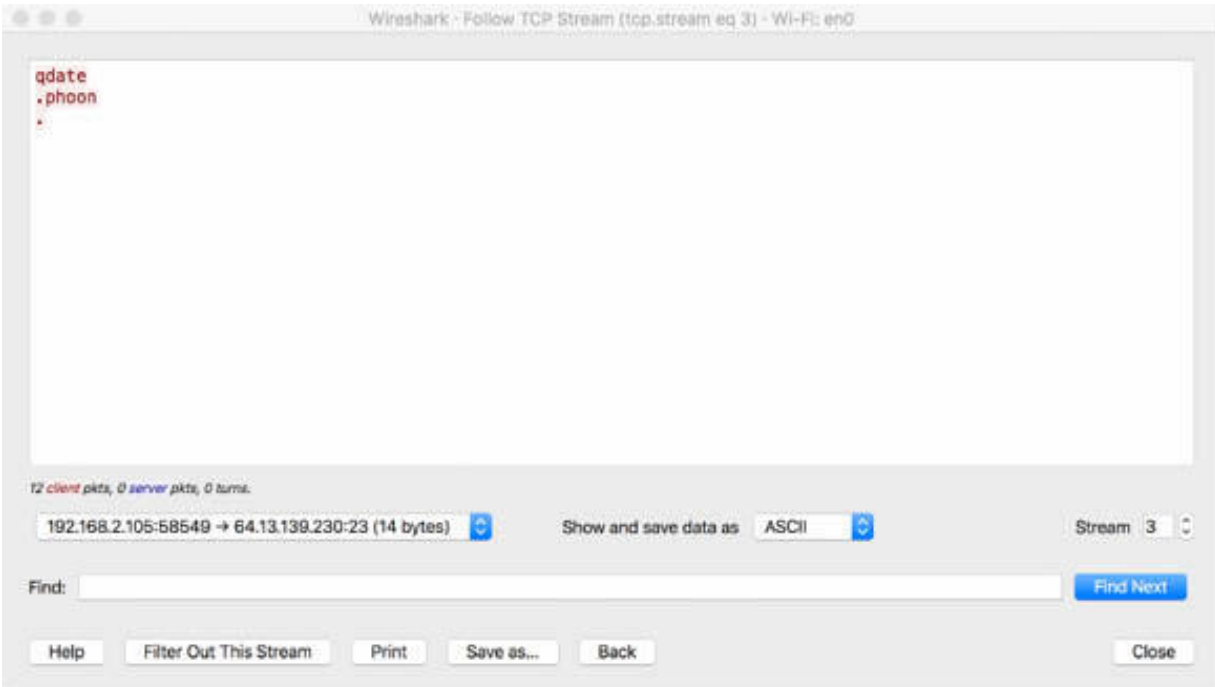 Wireshark · Follow TCP Stream (tcp.stream eq 3) · Wi-Fi: en0
qdate
.phoon
.
12 client pkts, 0 server pkts, 0 turns.
192.168.2.105:58549 → 64.13.139.230:23 (14 bytes) Show and save data as ASCII Stream 3
Find: Find Next
Help Filter Out This Stream Print Save as... Back Close